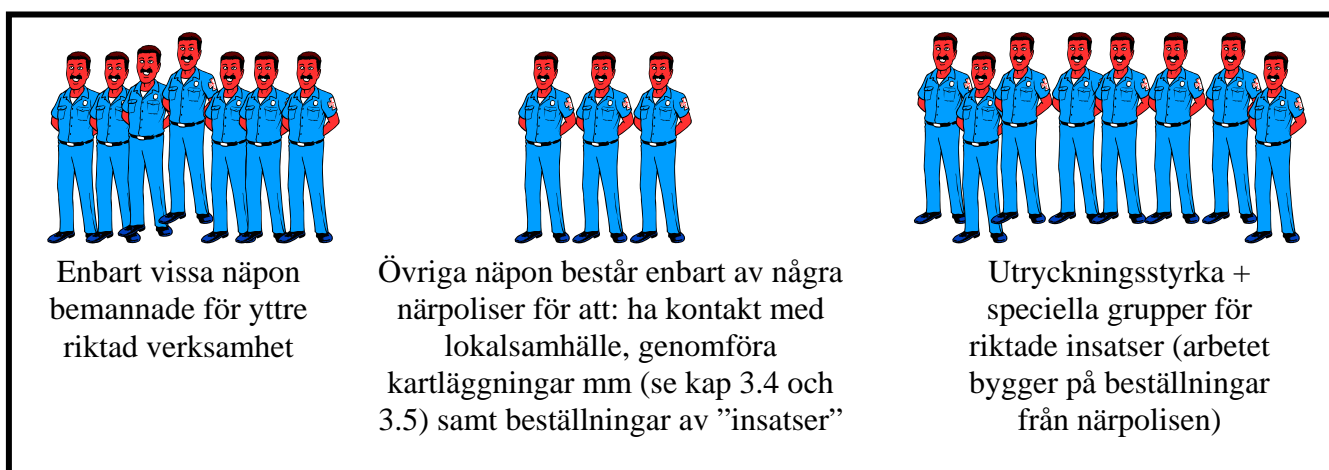 Enbart vissa näpon
bemannade för yttre
riktad verksamhet
Övriga näpon består enbart av några
närpoliser för att: ha kontakt med
lokalsamhälle, genomföra
kartläggningar mm (se kap 3.4 och
3.5) samt beställningar av ”insatser”
Utryckningsstyrka +
speciella grupper för
riktade insatser (arbetet
bygger på beställningar
från närpolisen)